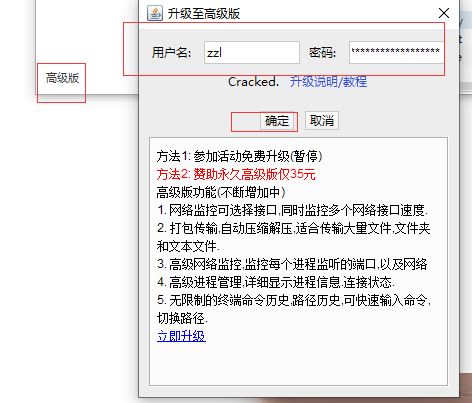 升级至高级版
用户名: zzl 密码: ******************
高级版
Cracked. 升级说明/教程
确定 取消
方法1: 参加活动免费升级(暂停)
方法2: 赞助永久高级版仅35元
高级版功能(不断增加中)
1. 网络监控可选择接口,同时监控多个网络接口速度.
2. 打包传输,自动压缩解压,适合传输大量文件,文件夹
和文本文件.
3. 高级网络监控,监控每个进程监听的端口,以及网络
4. 高级进程管理,详细显示进程信息.连接状态.
5. 无限制的终端命令历史,路径历史,可快速输入命令,
切换路径.
立即升级